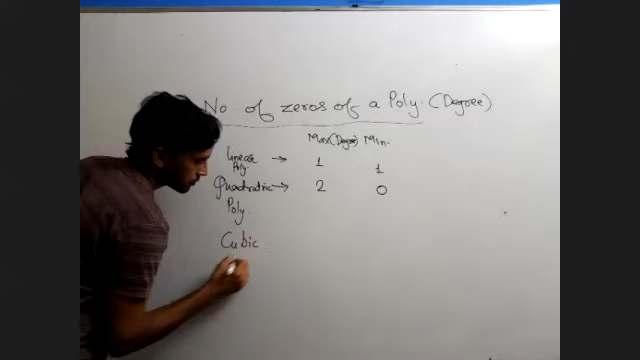 No. of zeros of a Poly. (Degree)
Max(Degree) Min.
Linear Poly. → 1 1
Quadratic Poly. → 2 0
Cubic